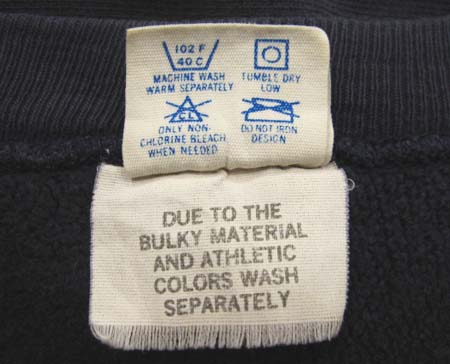 102 F
40 C
MACHINE WASH
WARM SEPARATELY
TUMBLE DRY
LOW
CL
ONLY NON-
CHLORINE BLEACH
WHEN NEEDED
DO NOT IRON
DESIGN
DUE TO THE
BULKY MATERIAL
AND ATHLETIC
COLORS WASH
SEPARATELY